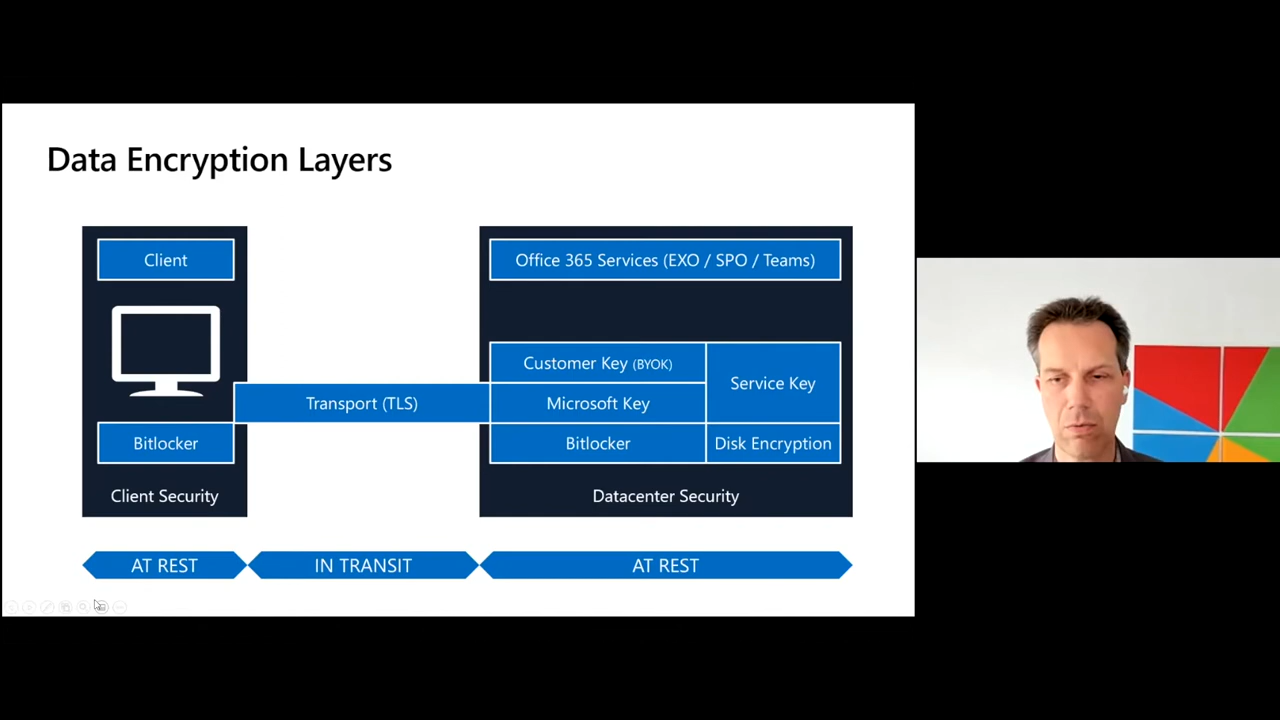 Data Encryption Layers
Client
Office 365 Services (EXO / SPO / Teams)
Customer Key (BYOK)
Service Key
Transport (TLS)
Microsoft Key
Bitlocker
Bitlocker
Disk Encryption
Client Security
Datacenter Security
AT REST
IN TRANSIT
AT REST